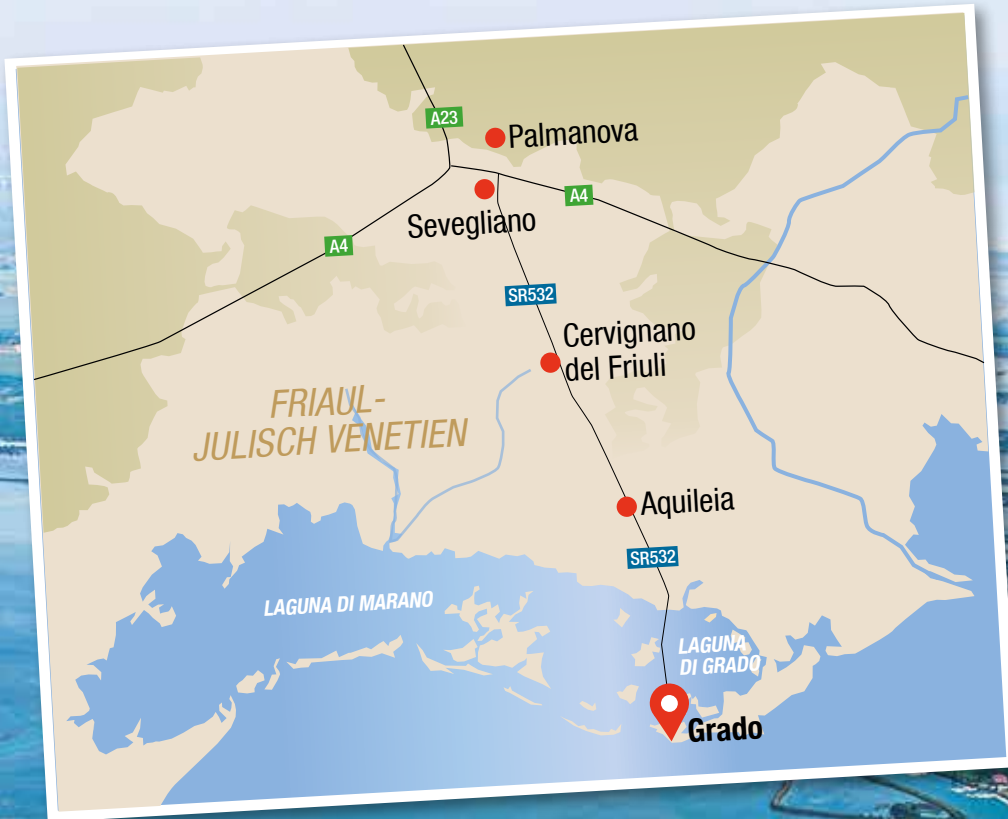 A23
Palmanova
A4
Sevegliano
A4
SR532
Cervignano
del Friuli
FRIAUL-
JULISCH VENETIEN
Aquileia
SR532
LAGUNA DI MARANO
LAGUNA
DI GRADO
Grado